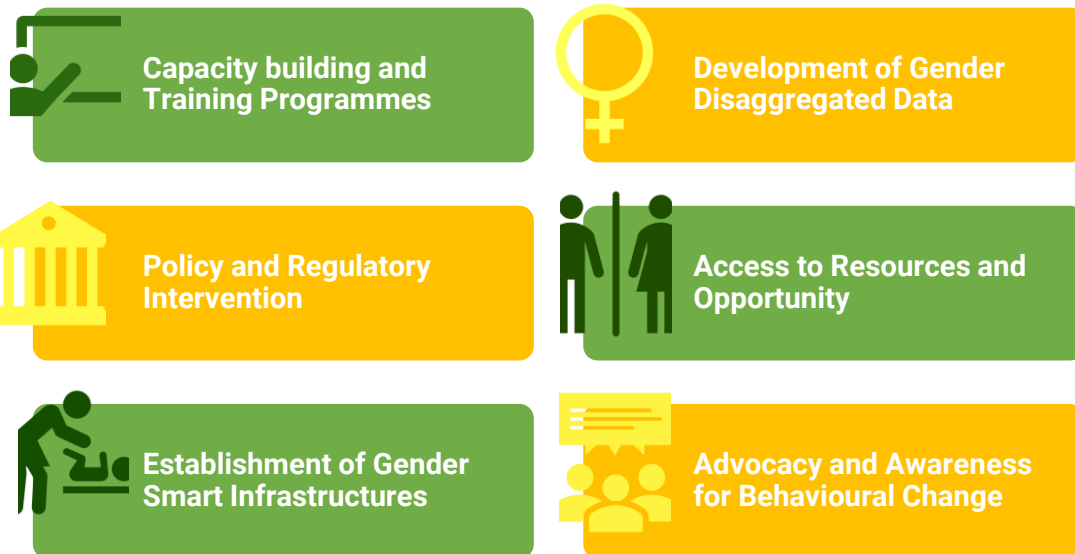 Capacity building and
Training Programmes
Development of Gender
Disaggregated Data
Policy and Regulatory
Intervention
Access to Resources and
Opportunity
Establishment of Gender
Smart Infrastructures
Advocacy and Awareness
for Behavioural Change